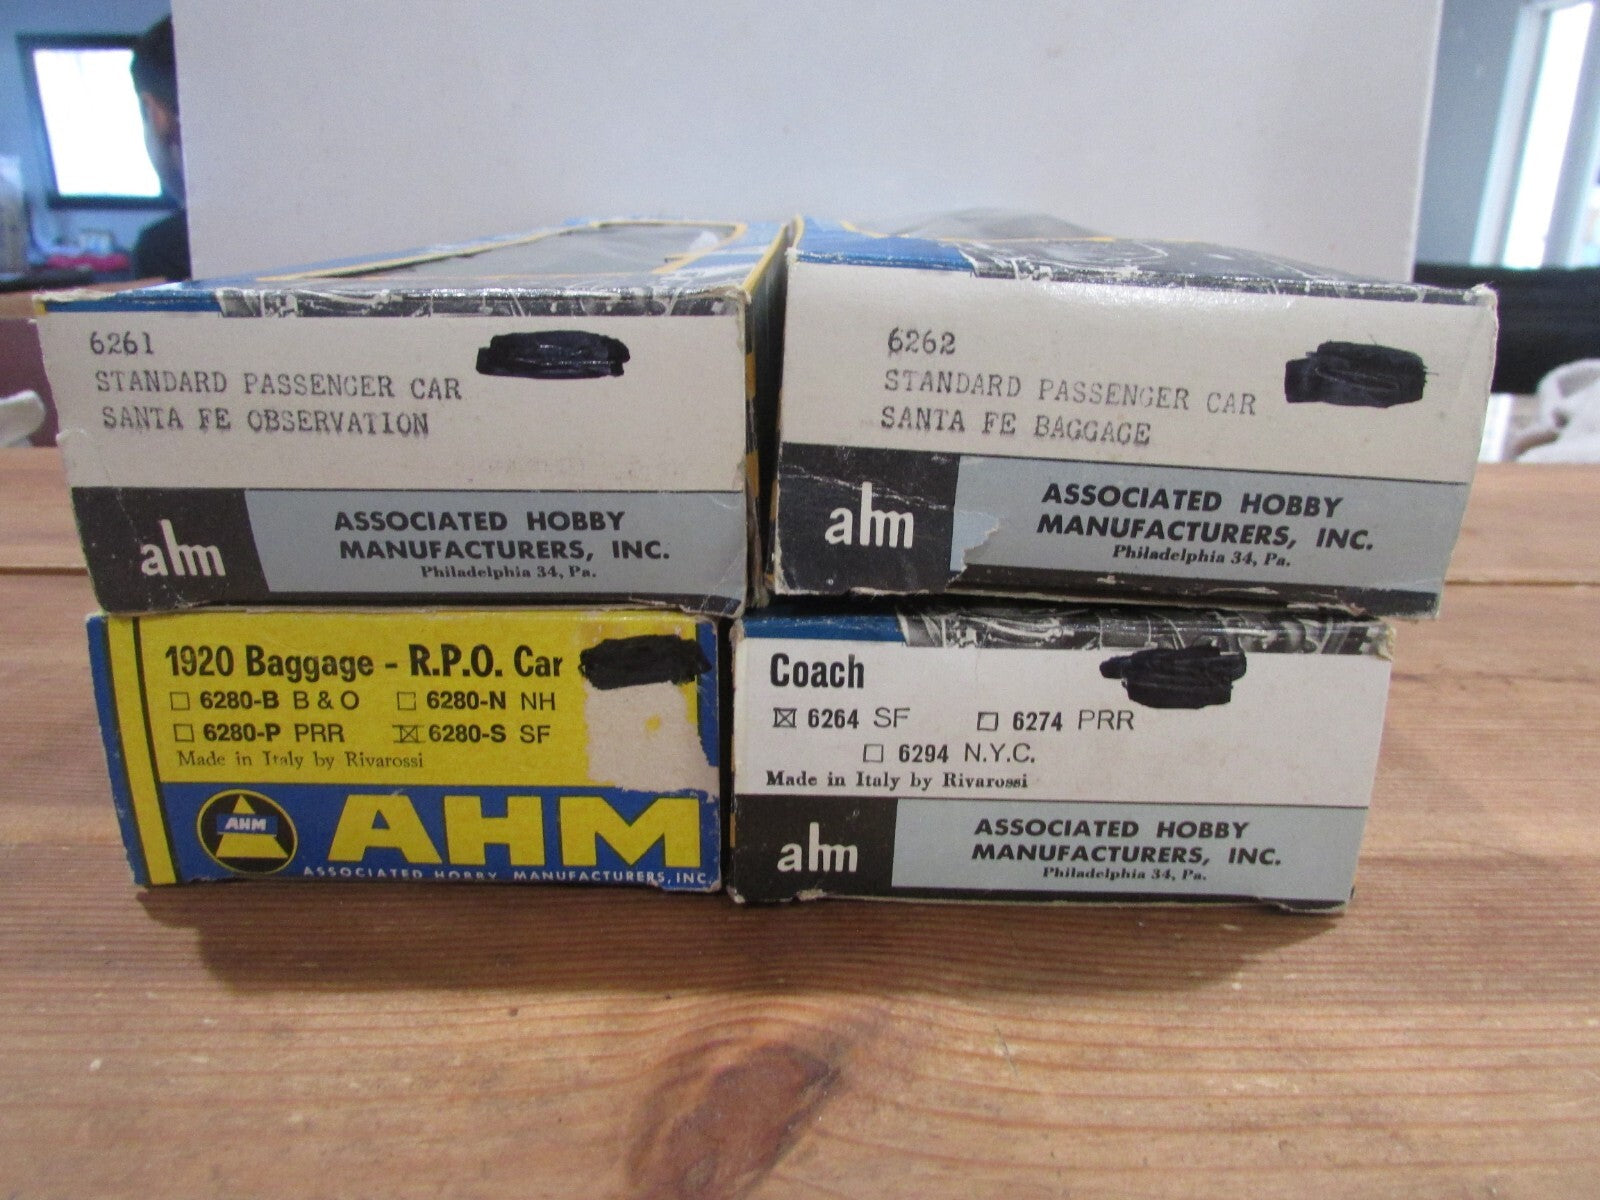 6261
STANDARD PASSENGER CAR
SANTA FE OBSERVATION
ahm
ASSOCIATED HOBBY
MANUFACTURERS, INC.
Philadelphia 34, Pa.
6262
STANDARD PASSENGER CAR
SANTA FE BAGGAGE
ahm
ASSOCIATED HOBBY
MANUFACTURERS, INC.
Philadelphia 34, Pa.
1920 Baggage - R.P.O. Car
6280-B B & O 6280-N NH
6280-P PRR 6280-S SF
Made in Italy by Rivarossi
AHM
AHM
ASSOCIATED HOBBY MANUFACTURERS, INC.
Coach
6264 SF 6274 PRR
6294 N.Y.C.
Made in Italy by Rivarossi
ahm
ASSOCIATED HOBBY
MANUFACTURERS, INC.
Philadelphia 34, Pa.